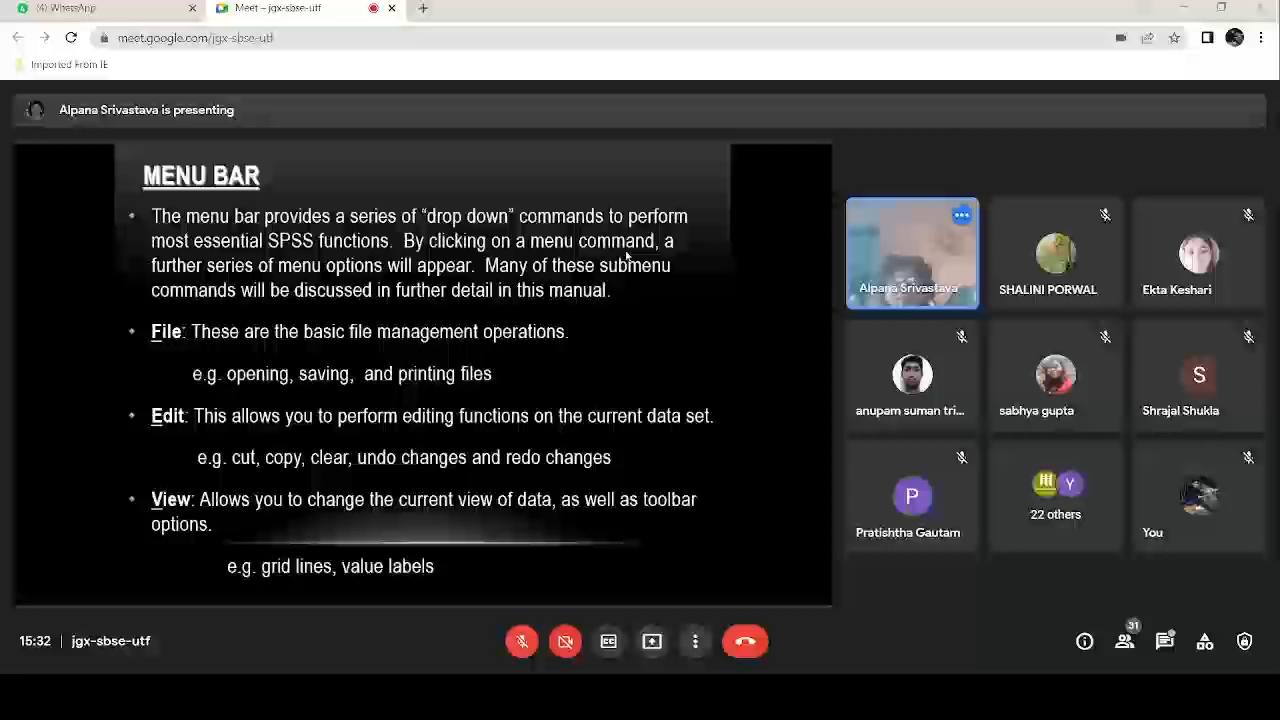 (4) WhatsApp
Meet – jgx-sbse-utf
meet.google.com/jgx-sbse-utf
Imported From IE
Alpana Srivastava is presenting
MENU BAR
• The menu bar provides a series of “drop down” commands to perform
most essential SPSS functions. By clicking on a menu command, a
further series of menu options will appear. Many of these submenu
commands will be discussed in further detail in this manual.
• File: These are the basic file management operations.
e.g. opening, saving, and printing files
• Edit: This allows you to perform editing functions on the current data set.
e.g. cut, copy, clear, undo changes and redo changes
• View: Allows you to change the current view of data, as well as toolbar
options.
e.g. grid lines, value labels
Alpana Srivastava
SHALINI PORWAL
Ekta Keshari
anupam suman tri...
sabhya gupta
S
Shrajal Shukla
P
Pratishtha Gautam
Y
22 others
You
15:32 | jgx-sbse-utf
CC
31